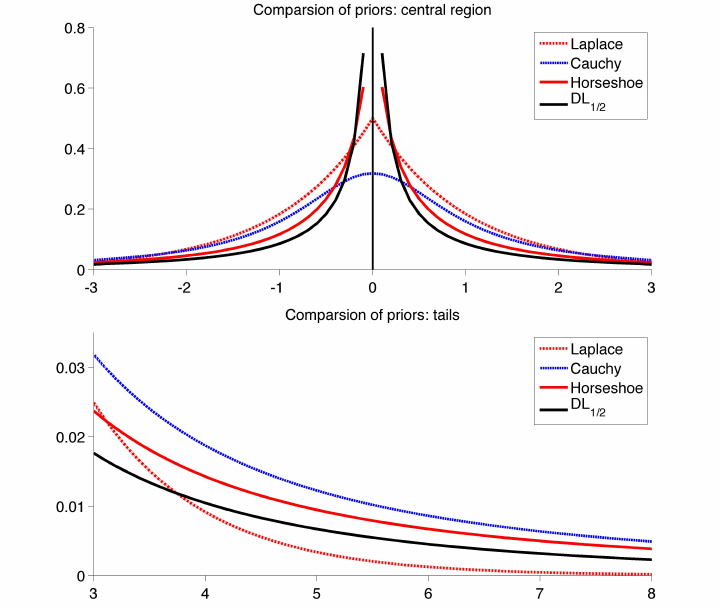 Comparsion of priors: central region
0.8
0.6
0.4
0.2
0
-3 -2 -1 0 1 2 3
Laplace
Cauchy
Horseshoe
DL1/2
Comparsion of priors: tails
0.03
0.02
0.01
0
3 4 5 6 7 8
Laplace
Cauchy
Horseshoe
DL1/2